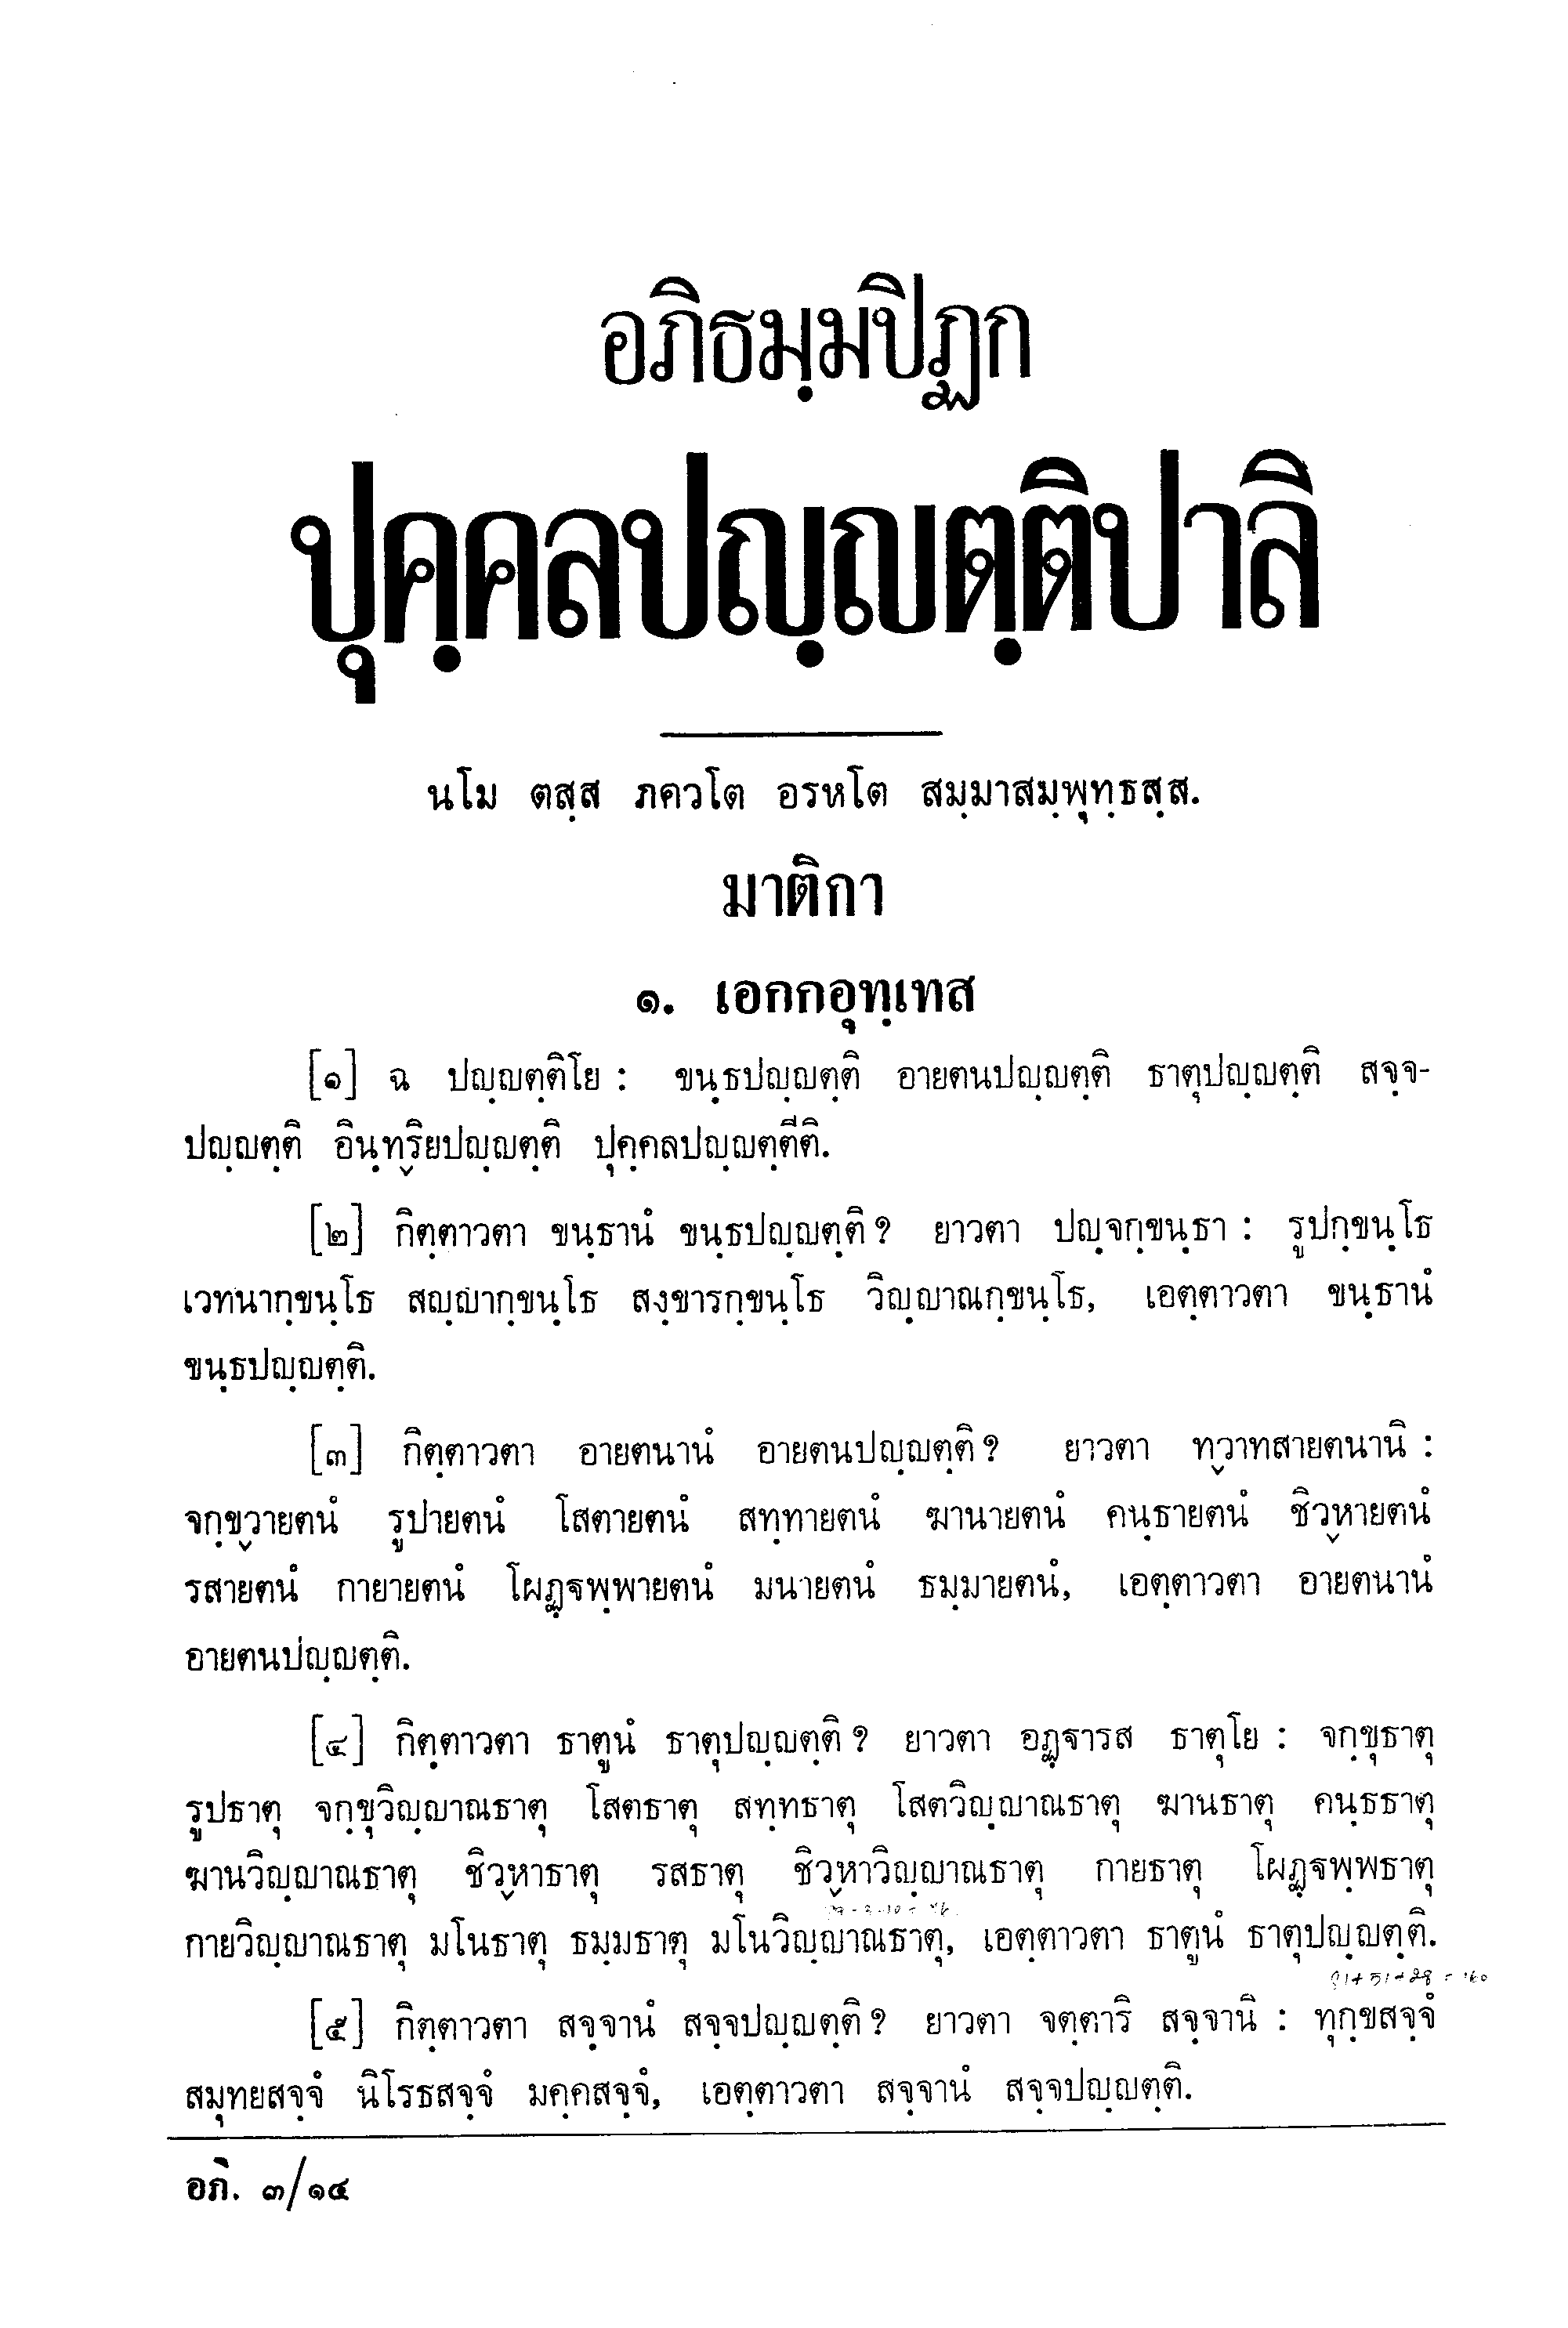 อภิธมฺมปิฏก
ปุคฺคลปญฺญตฺติปาลิ
นโม ตสฺส ภควโต อรหโต สมฺมาสมฺพุทฺธสฺส.
มาติกา
๑. เอกกอุทฺเทส
[๑] ฉ ปญฺญตฺติโย : ขนฺธปญฺญตฺติ อายตนปญฺญตฺติ ธาตุปญฺญตฺติ สจฺจ-
ปญฺญตฺติ อินฺทฺริยปญฺญตฺติ ปุคฺคลปญฺญตฺตีติ.
[๒] กิตฺตาวตา ขนฺธานํ ขนฺธปญฺญตฺติ ? ยาวตา ปญฺจกฺขนฺธา : รูปกฺขนฺโธ
เวทนากฺขนฺโธ สญฺญากฺขนฺโธ สงฺขารกฺขนฺโธ วิญฺญาณกฺขนฺโธ, เอตฺตาวตา ขนฺธานํ
ขนฺธปญฺญตฺติ.
[๓] กิตฺตาวตา อายตนานํ อายตนปญฺญตฺติ ? ยาวตา ทฺวาทสายตนานิ :
จกฺขฺวายตนํ รูปายตนํ โสตายตนํ สทฺทายตนํ ฆานายตนํ คนฺธายตนํ ชิวฺหายตนํ
รสายตนํ กายายตนํ โผฏฺฐพฺพายตนํ มนายตนํ ธมฺมายตนํ, เอตฺตาวตา อายตนานํ
อายตนปญฺญตฺติ.
[๔] กิตฺตาวตา ธาตูนํ ธาตุปญฺญตฺติ ? ยาวตา อฏฺฐารส ธาตุโย : จกฺขุธาตุ
รูปธาตุ จกฺขุวิญฺญาณธาตุ โสตธาตุ สทฺทธาตุ โสตวิญฺญาณธาตุ ฆานธาตุ คนฺธธาตุ
ฆานวิญฺญาณธาตุ ชิวฺหาธาตุ รสธาตุ ชิวฺหาวิญฺญาณธาตุ กายธาตุ โผฏฺฐพฺพธาตุ
กายวิญฺญาณธาตุ มโนธาตุ ธมฺมธาตุ มโนวิญฺญาณธาตุ, เอตฺตาวตา ธาตูนํ ธาตุปญฺญตฺติ.
[๕] กิตฺตาวตา สจฺจานํ สจฺจปญฺญตฺติ ? ยาวตา จตฺตาริ สจฺจานิ : ทุกฺขสจฺจํ
สมุทยสจฺจํ นิโรธสจฺจํ มคฺคสจฺจํ, เอตฺตาวตา สจฺจานํ สจฺจปญฺญตฺติ.
อภิ. ๓/๑๔